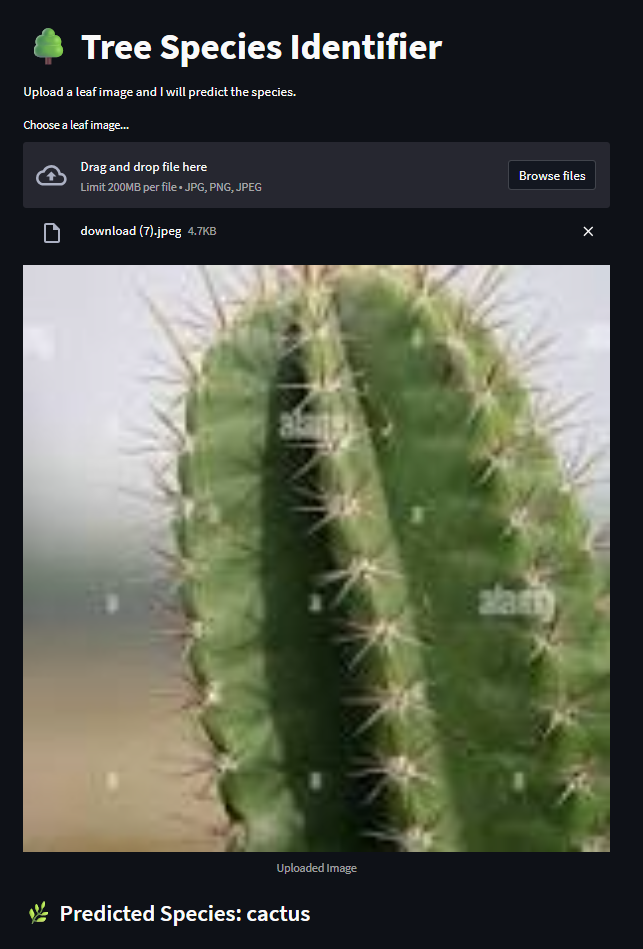 Tree Species Identifier
Upload a leaf image and I will predict the species.
Choose a leaf image...
Drag and drop file here
Limit 200MB per file • JPG, PNG, JPEG
Browse files
download (7).jpeg 4.7KB
Uploaded Image
Predicted Species: cactus